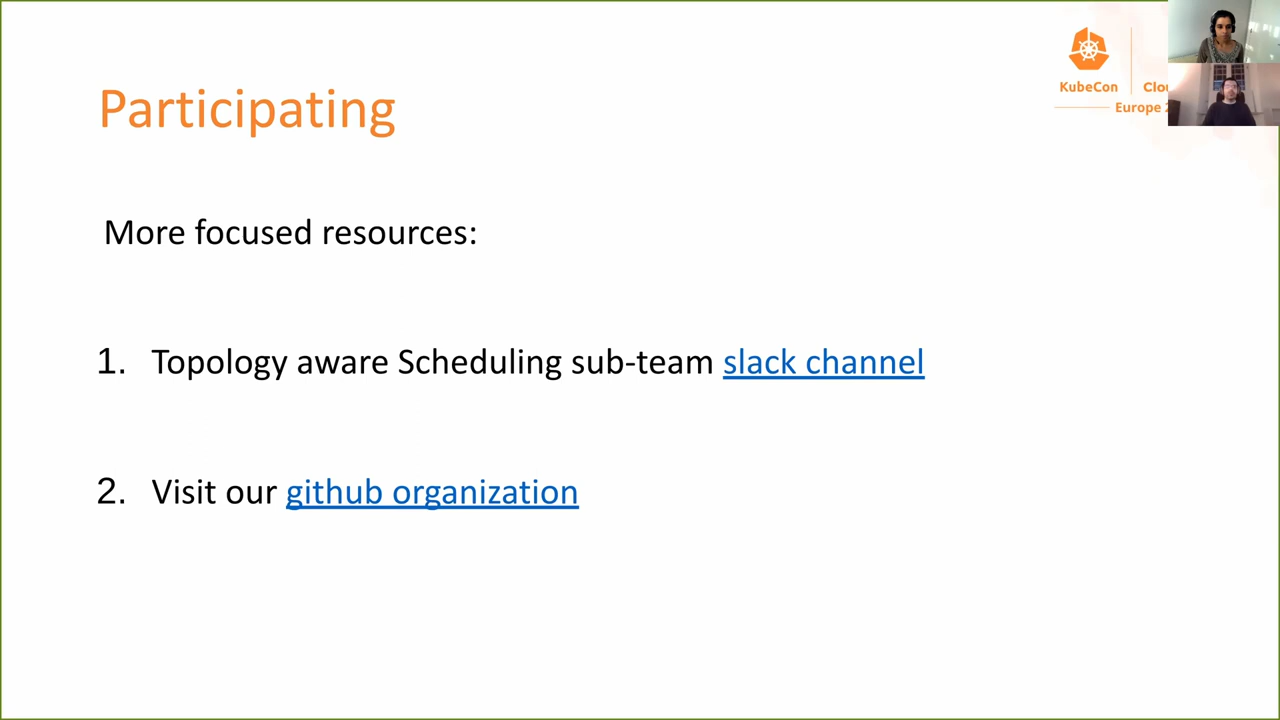 Participating
KubeCon
Europe
More focused resources:
1. Topology aware Scheduling sub-team slack channel
2. Visit our github organization